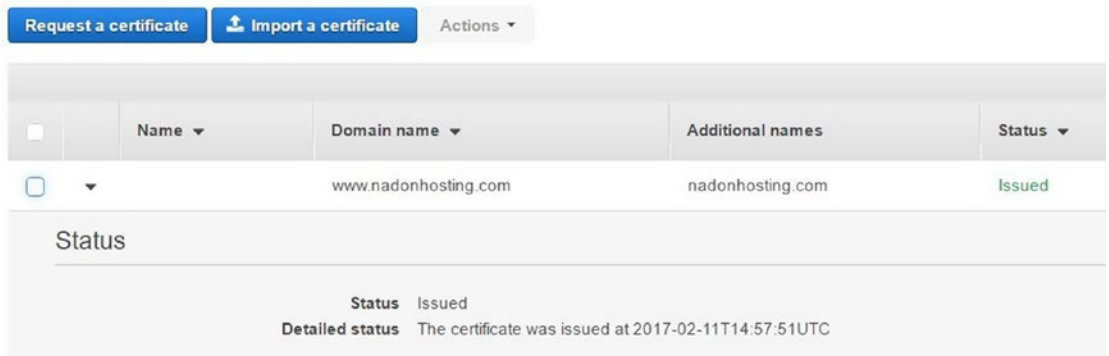 Request a certificate Import a certificate Actions
Name Domain name Additional names Status
www.nadonhosting.com nadonhosting.com Issued
Status
Status Issued
Detailed status The certificate was issued at 2017-02-11T14:57:51UTC